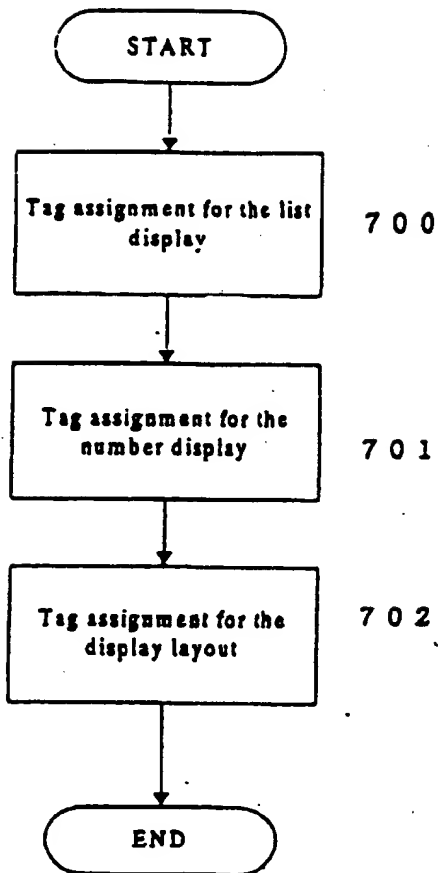 START
Tag assignment for the list
display
700
Tag assignment for the
number display
701
Tag assignment for the
display layout
702
END